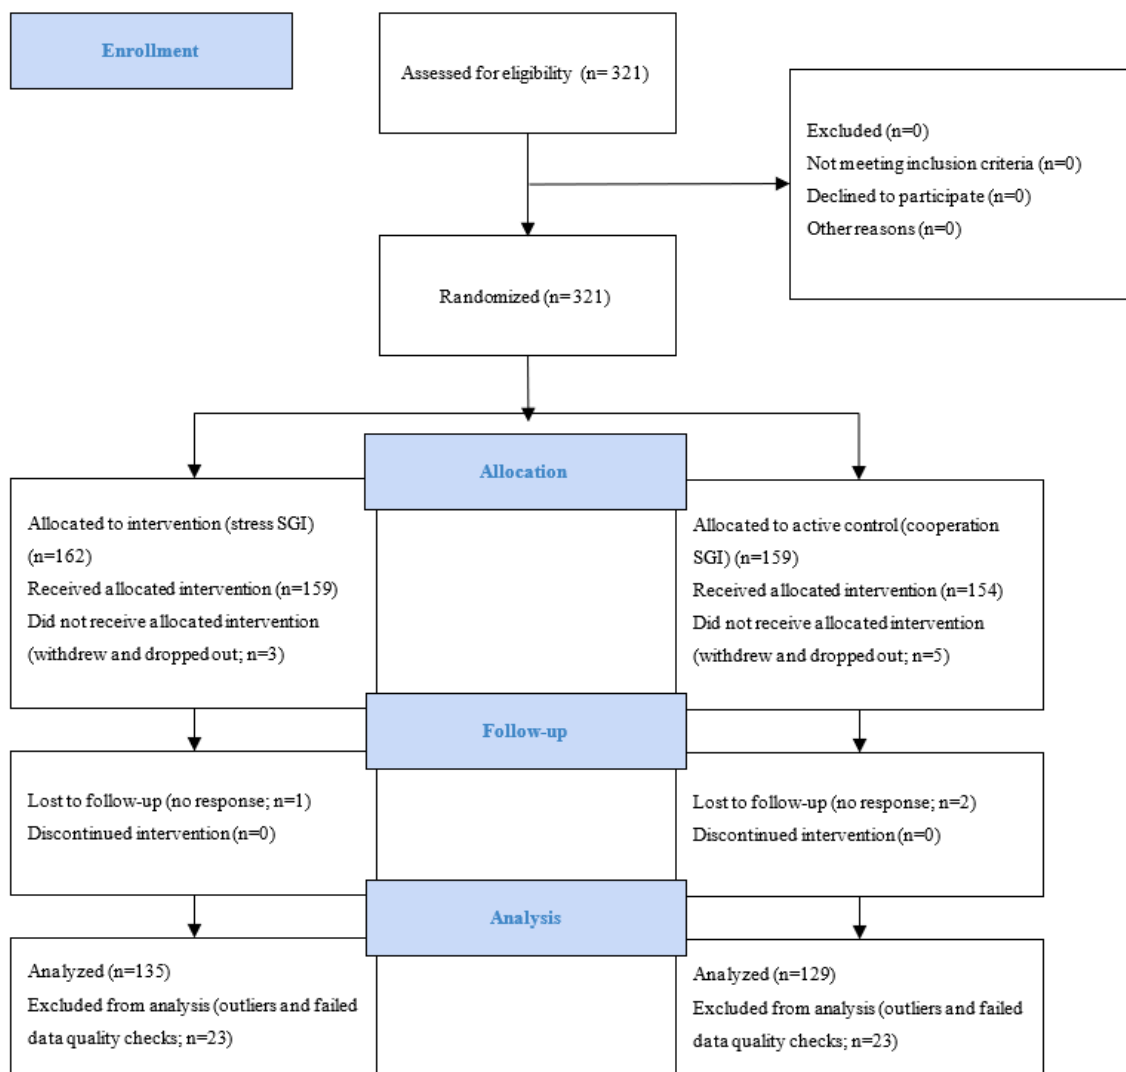 Enrollment
Assessed for eligibility (n= 321)
Excluded (n=0)
Not meeting inclusion criteria (n=0)
Declined to participate (n=0)
Other reasons (n=0)
Randomized (n=321)
Allocation
Allocated to intervention (stress SGI)
(n=162)
Received allocated intervention (n=159)
Did not receive allocated intervention
(withdrew and dropped out; n=3)
Allocated to active control (cooperation
SGI) (n=159)
Received allocated intervention (n=154)
Did not receive allocated intervention
(withdrew and dropped out; n=5)
Follow-up
Lost to follow-up (no response; n=1)
Discontinued intervention (n=0)
Lost to follow-up (no response; n=2)
Discontinued intervention (n=0)
Analysis
Analyzed (n=135)
Excluded from analysis (outliers and failed
data quality checks; n=23)
Analyzed (n=129)
Excluded from analysis (outliers and failed
data quality checks; n=23)